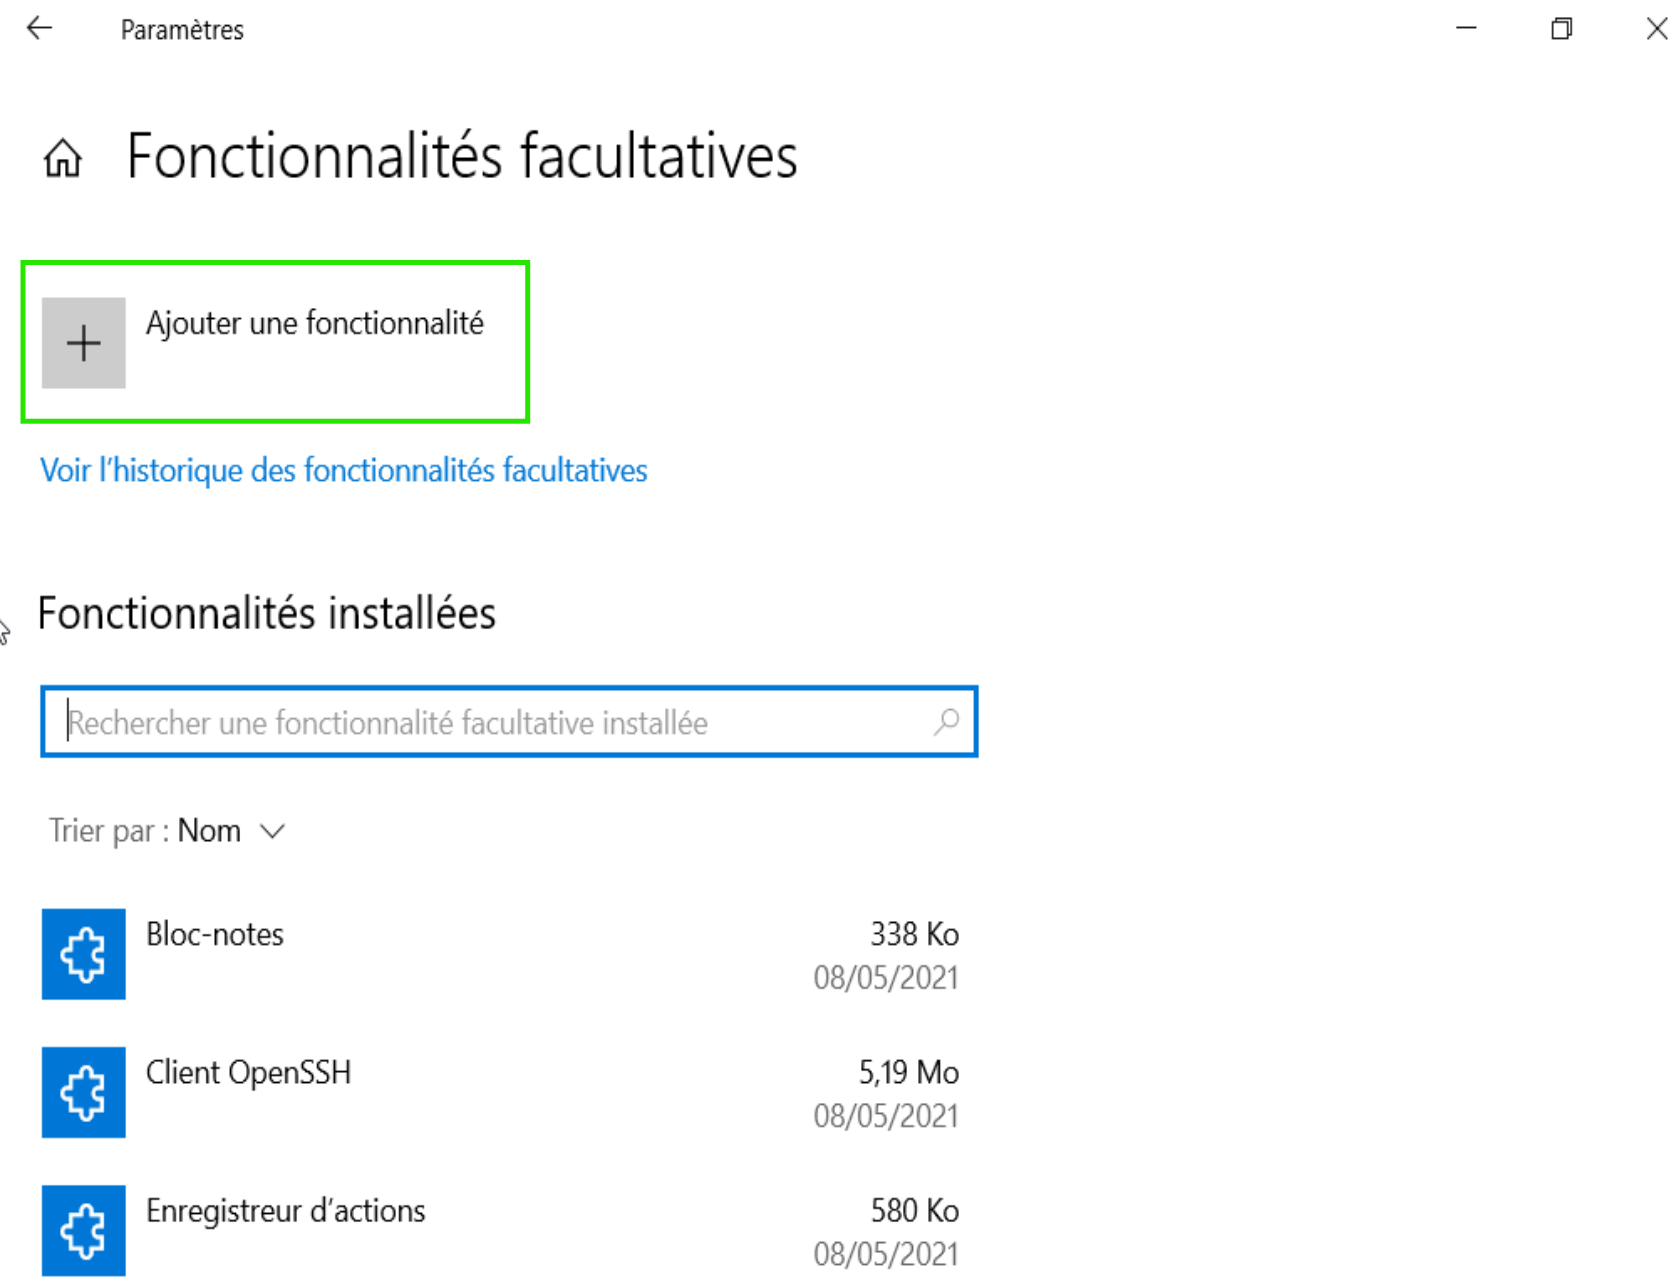 Paramètres
Fonctionnalités facultatives
Ajouter une fonctionnalité
Voir l'historique des fonctionnalités facultatives
Fonctionnalités installées
Rechercher une fonctionnalité facultative installée
Trier par : Nom
Bloc-notes 338 Ko
08/05/2021
Client OpenSSH 5,19 Mo
08/05/2021
Enregistreur d'actions 580 Ko
08/05/2021